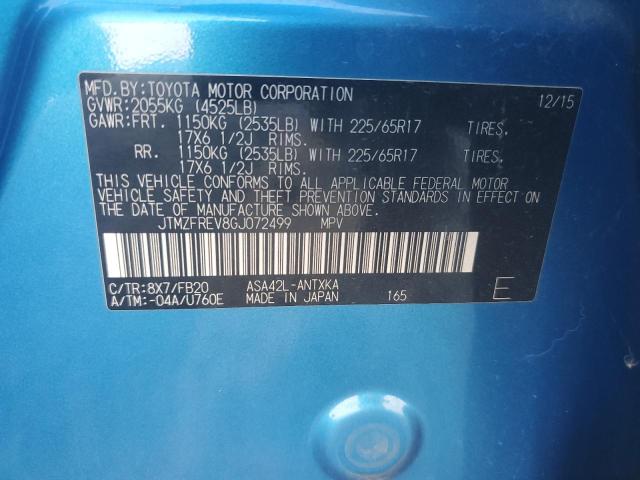 MFD.BY:TOYOTA MOTOR CORPORATION 12/15
GVWR:2055KG (4525LB)
GAWR:FRT. 1150KG (2535LB) WITH 225/65R17 TIRES.
17X6 1/2J RIMS.
RR. 1150KG (2535LB) WITH 225/65R17 TIRES.
17X6 1/2J RIMS.
THIS VEHICLE CONFORMS TO ALL APPLICABLE FEDERAL MOTOR
VEHICLE SAFETY AND THEFT PREVENTION STANDARDS IN EFFECT ON
THE DATE OF MANUFACTURE SHOWN ABOVE.
JTMZFREV8GJ072499 MPV
C/TR:8X7/FB20 ASA42L-ANTXKA
A/TM:-04A/U760E MADE IN JAPAN 165 E